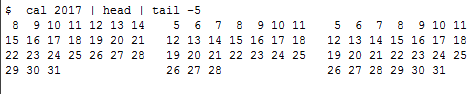 $  cal 2017 | head | tail -5
 8  9 10 11 12 13 14    5  6  7  8  9 10 11    5  6  7  8  9 10 11
15 16 17 18 19 20 21   12 13 14 15 16 17 18   12 13 14 15 16 17 18
22 23 24 25 26 27 28   19 20 21 22 23 24 25   19 20 21 22 23 24 25
29 30 31               26 27 28               26 27 28 29 30 31